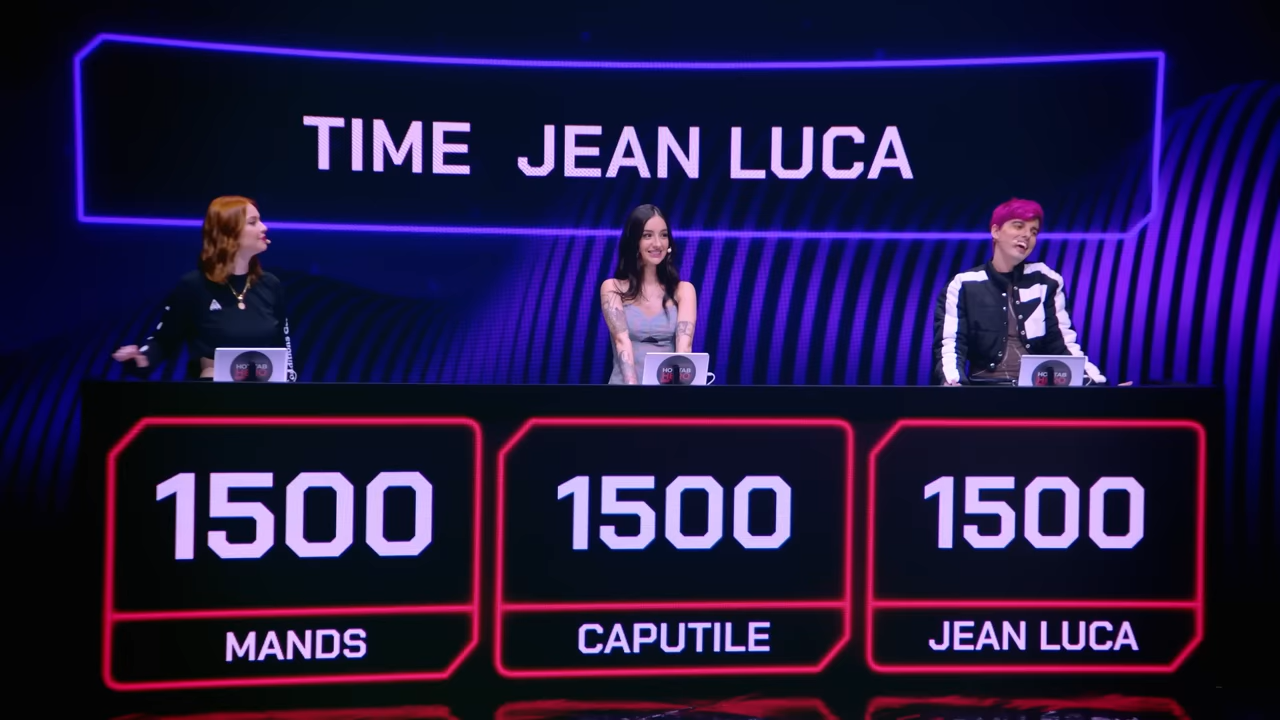 TIME JEAN LUCA
1500
1500
1500
MANDS
CAPUTILE
JEAN LUCA